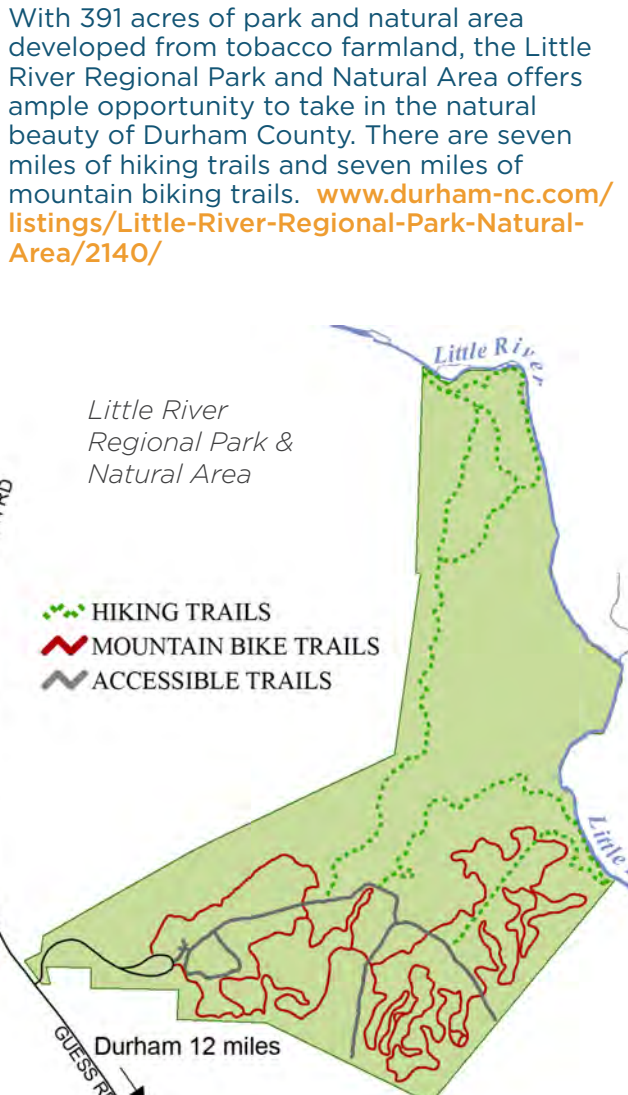 With 391 acres of park and natural area
developed from tobacco farmland, the Little
River Regional Park and Natural Area offers
ample opportunity to take in the natural
beauty of Durham County. There are seven
miles of hiking trails and seven miles of
mountain biking trails. www.durham-nc.com/
listings/Little-River-Regional-Park-Natural-
Area/2140/
Little River
Little River
Regional Park &
Natural Area
RD
HIKING TRAILS
MOUNTAIN BIKE TRAILS
ACCESSIBLE TRAILS
Little
Durham 12 miles
GUESS